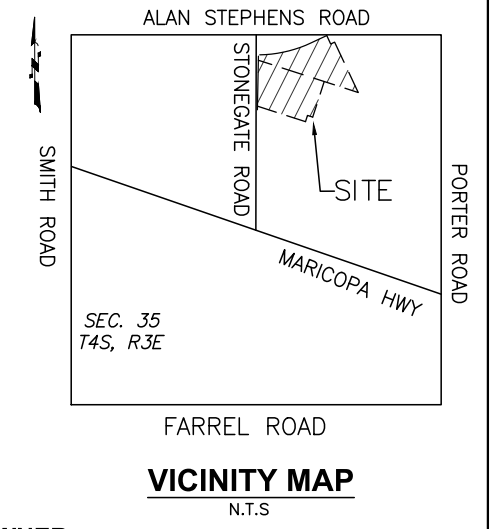 ALAN STEPHENS ROAD
N
STONEGATE ROAD
SMITH ROAD
SITE
PORTER ROAD
MARICOPA HWY
SEC. 35
T4S, R3E
FARREL ROAD
VICINITY MAP
N.T.S